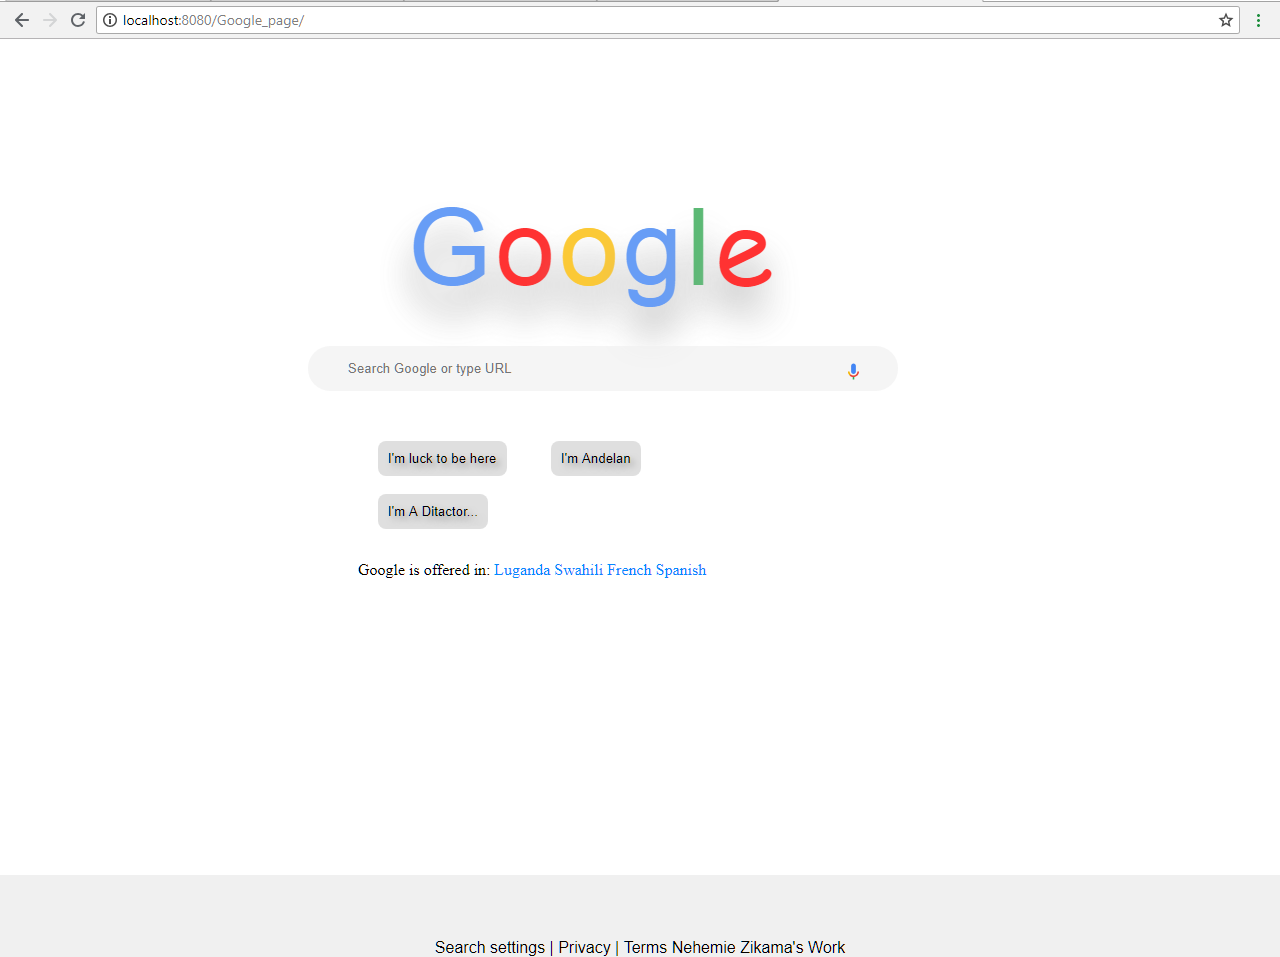 localhost:8080/Google_page/
Google
Search Google or type URL
I'm luck to be here
I'm Andelan
I'm A Ditactor...
Google is offered in: Luganda Swahili French Spanish
Search settings | Privacy | Terms Nehemie Zikama's Work